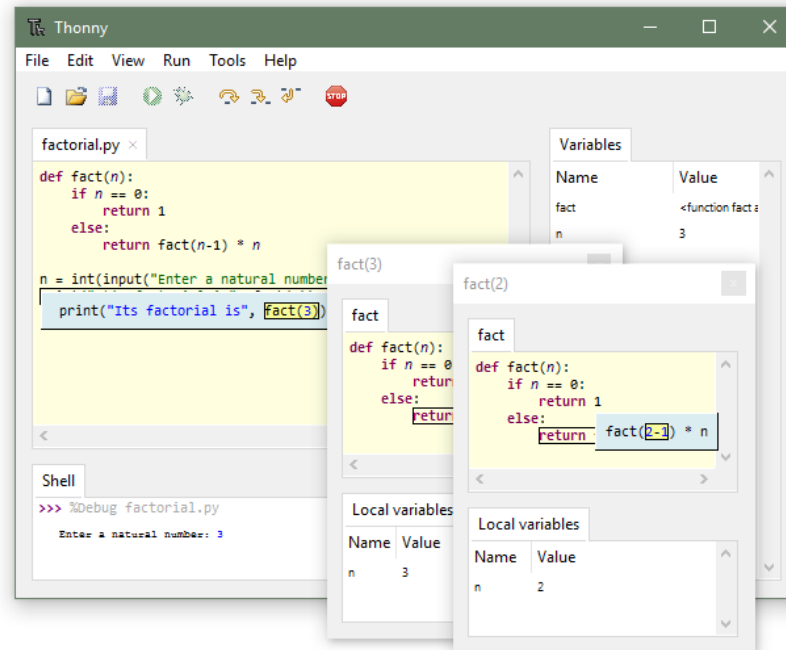 Thonny
File Edit View Run Tools Help
STOP
factorial.py
def fact(n):
if n == 0:
return 1
else:
return fact(n-1) * n
n = int(input("Enter a natural number
print("Its factorial is", fact(3))
Shell
>>> %Debug factorial.py
Enter a natural number: 3
Variables
Name Value
fact <function fact a
n 3
fact(3)
fact
def fact(n):
if n == 0
retur
else:
retur
Local variables
Name Value
n 3
fact(2)
fact
def fact(n):
if n == 0:
return 1
else:
return fact(2-1) * n
Local variables
Name Value
n 2